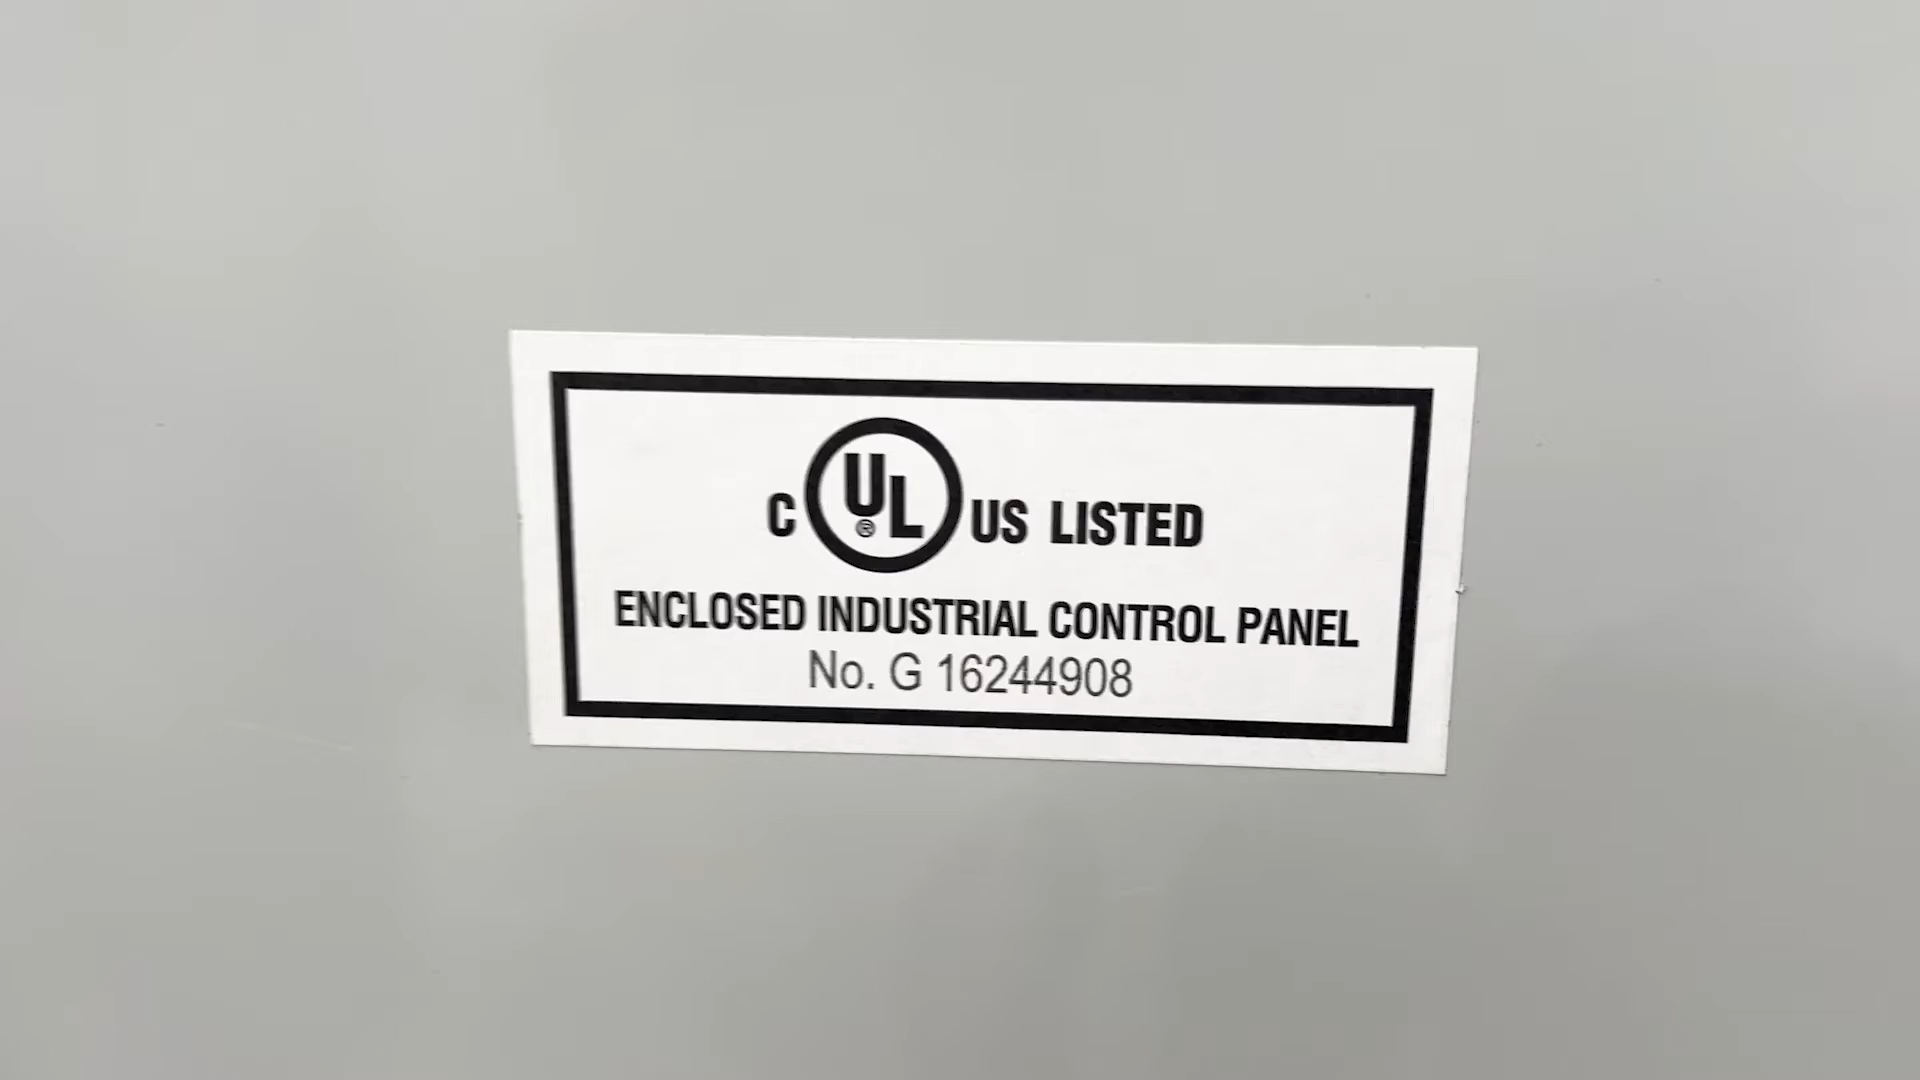 C UL® US LISTED
ENCLOSED INDUSTRIAL CONTROL PANEL
No. G 16244908